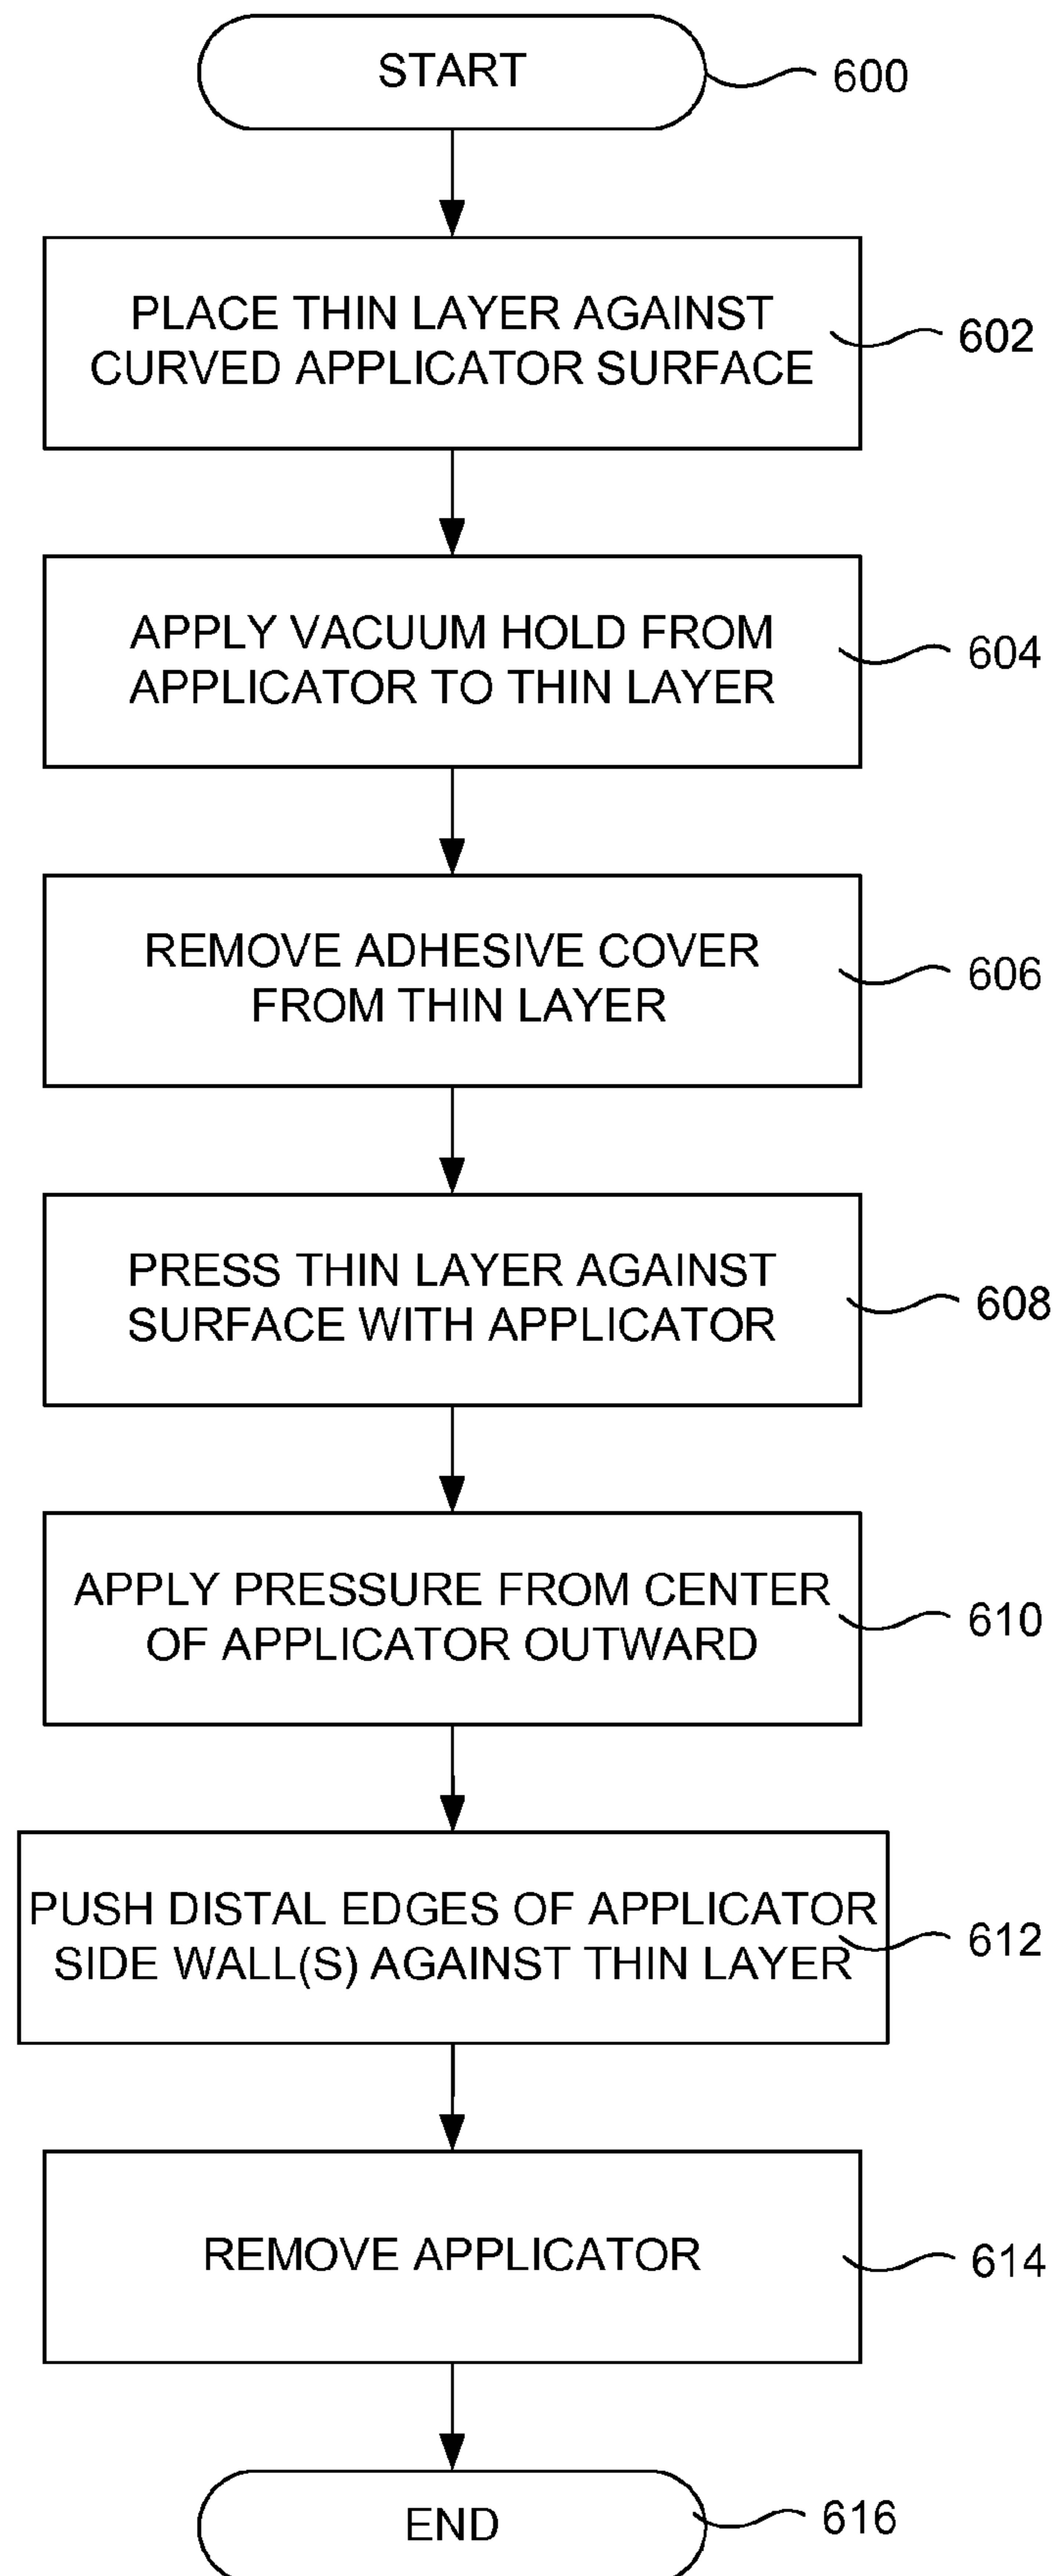 START
600
PLACE THIN LAYER AGAINST
CURVED APPLICATOR SURFACE
602
APPLY VACUUM HOLD FROM
APPLICATOR TO THIN LAYER
604
REMOVE ADHESIVE COVER
FROM THIN LAYER
606
PRESS THIN LAYER AGAINST
SURFACE WITH APPLICATOR
608
APPLY PRESSURE FROM CENTER
OF APPLICATOR OUTWARD
610
PUSH DISTAL EDGES OF APPLICATOR
SIDE WALL(S) AGAINST THIN LAYER
612
REMOVE APPLICATOR
614
END
616